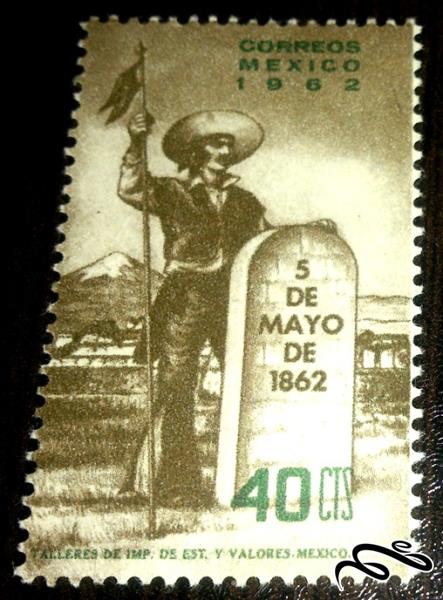 CORREOS
MEXICO
1962
5
DE
MAYO
DE
1862
40 CTS
TALLERES DE IMP. DE EST. Y VALORES-MEXICO.